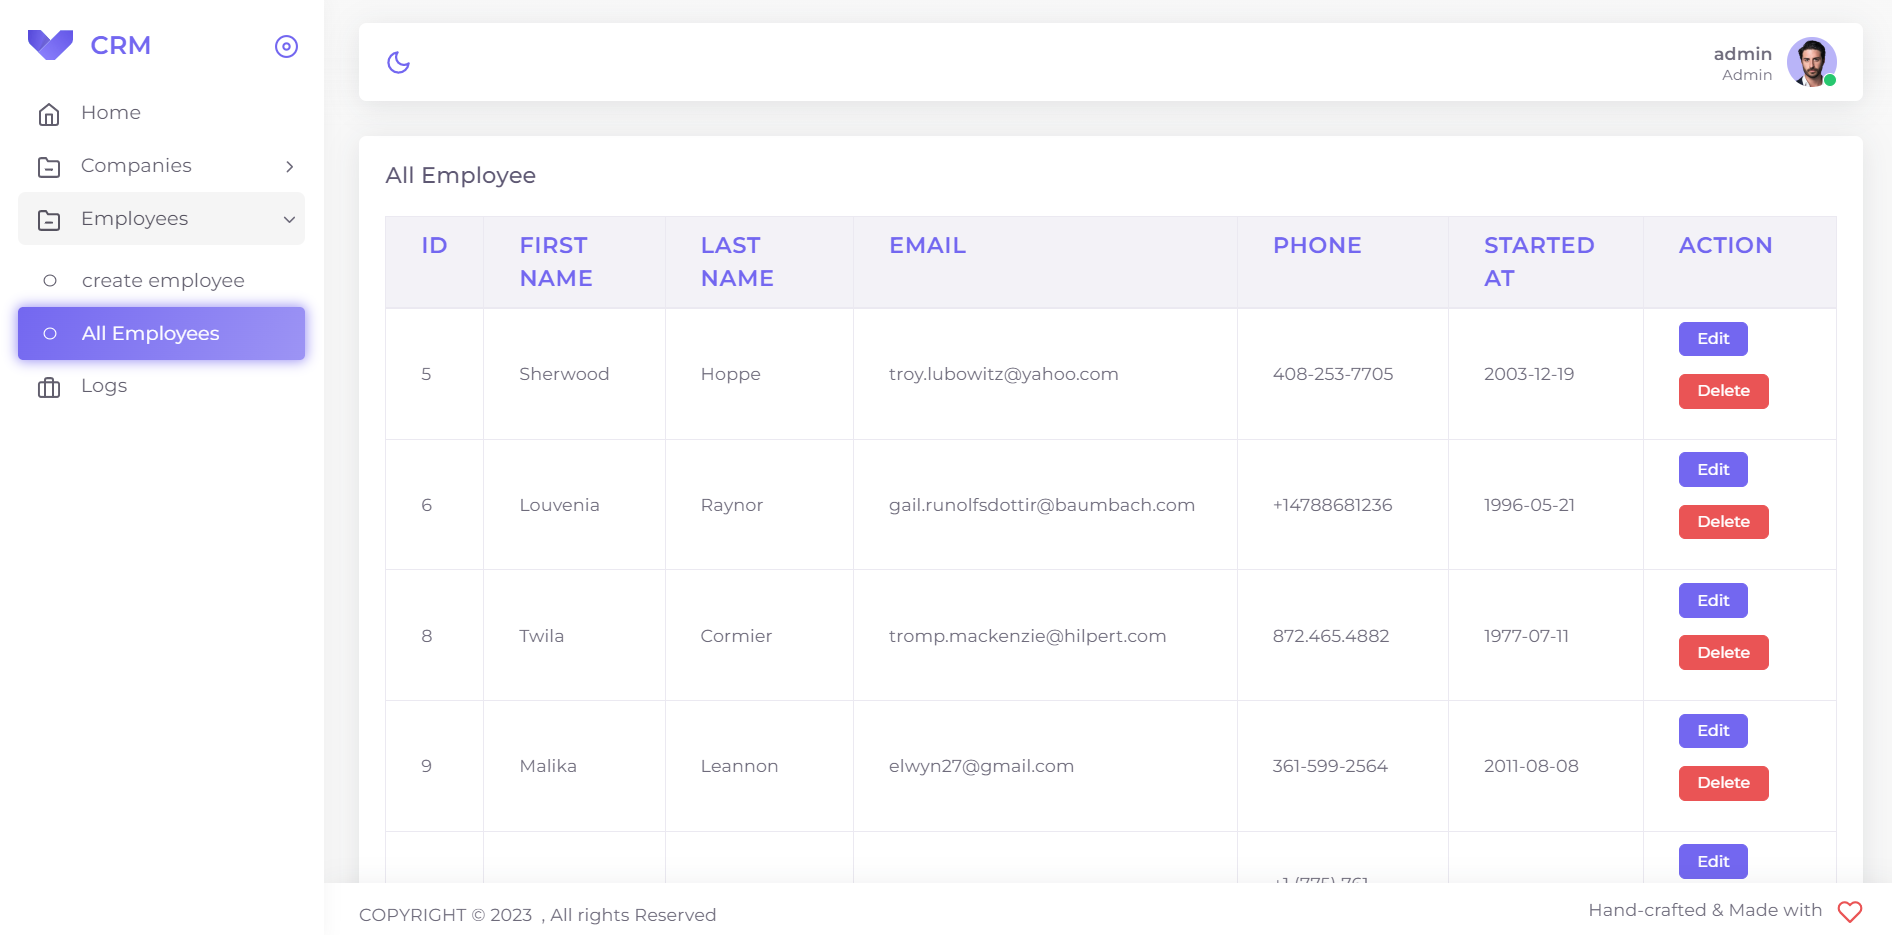 CRM
Home
Companies
Employees
create employee
All Employees
Logs
admin
Admin
All Employee
ID FIRST NAME LAST NAME EMAIL PHONE STARTED AT ACTION
5 Sherwood Hoppe troy.lubowitz@yahoo.com 408-253-7705 2003-12-19 Edit
Delete
6 Louvenia Raynor gail.runolfsdottir@baumbach.com +14788681236 1996-05-21 Edit
Delete
8 Twila Cormier tromp.mackenzie@hilpert.com 872.465.4882 1977-07-11 Edit
Delete
9 Malika Leannon elwyn27@gmail.com 361-599-2564 2011-08-08 Edit
Delete
Edit
COPYRIGHT © 2023 , All rights Reserved
Hand-crafted & Made with